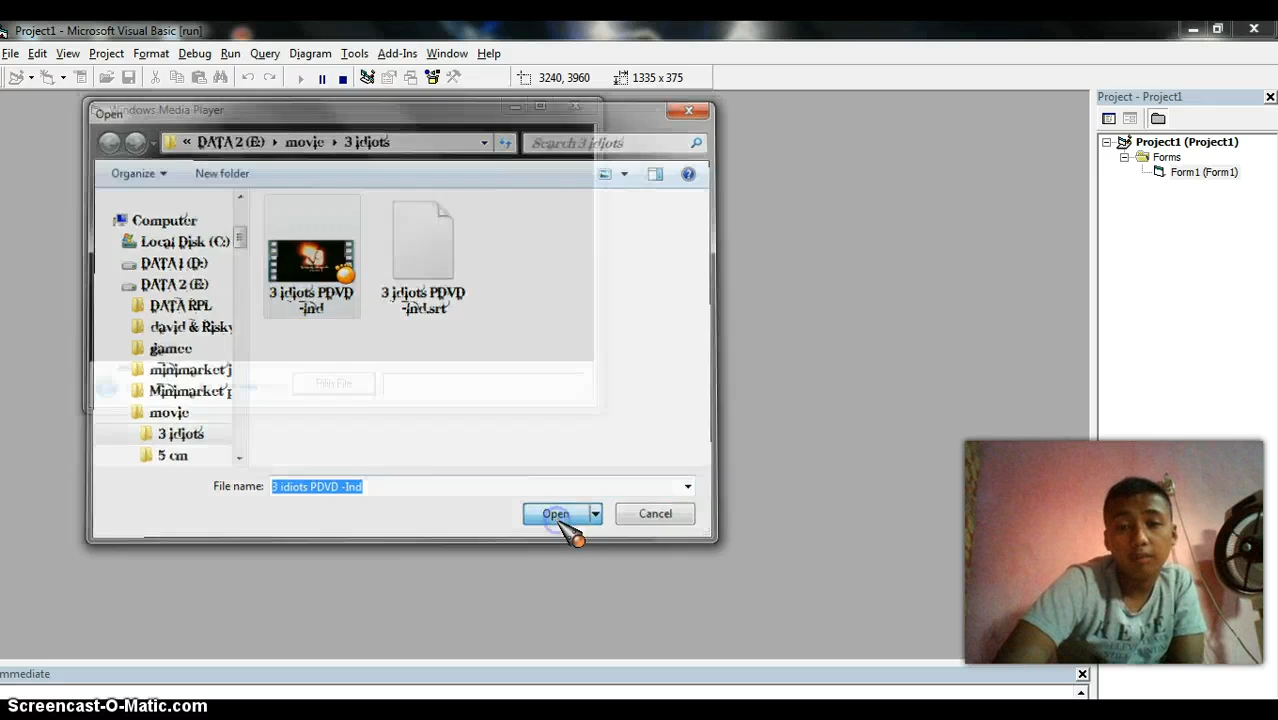 Project1 - Microsoft Visual Basic [run]
File Edit View Project Format Debug Run Query Diagram Tools Add-Ins Window Help
3240, 3960 1335 x 375
Project - Project1
Project1 (Project1)
Forms
Form1 (Form1)
Windows Media Player
Open
« DATA 2 (E:) movie 3 idiots
Search 3 idiots
Organize New folder
Computer
Local Disk (C:)
DATA 1 (D:)
DATA 2 (E:)
DATA RPL
david & Risky
gamee
minimarket j
Minimarket p
movie
3 idiots
5 cm
3 idiots PDVD
-Ind
3 idiots PDVD
-Ind.srt
File name: 3 idiots PDVD -Ind
Open Cancel
mmediate
Screencast-O-Matic.com